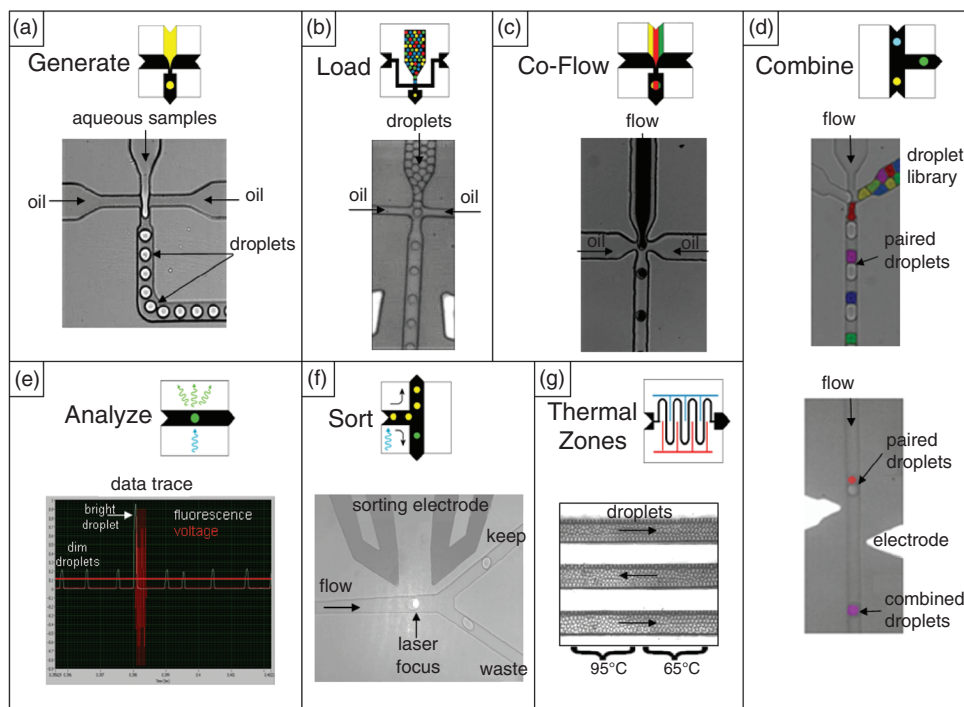 (a)
Generate
aqueous samples
oil
oil
droplets
(b)
Load
droplets
oil
oil
(c)
Co-Flow
flow
oil
oil
(d)
Combine
flow
droplet
library
paired
droplets
flow
paired
droplets
electrode
combined
droplets
(e)
Analyze
data trace
bright
droplet
fluorescence
voltage
dim
droplets
(f)
Sort
sorting electrode
keep
flow
laser
focus
waste
(g)
Thermal
Zones
droplets
95°C
65°C